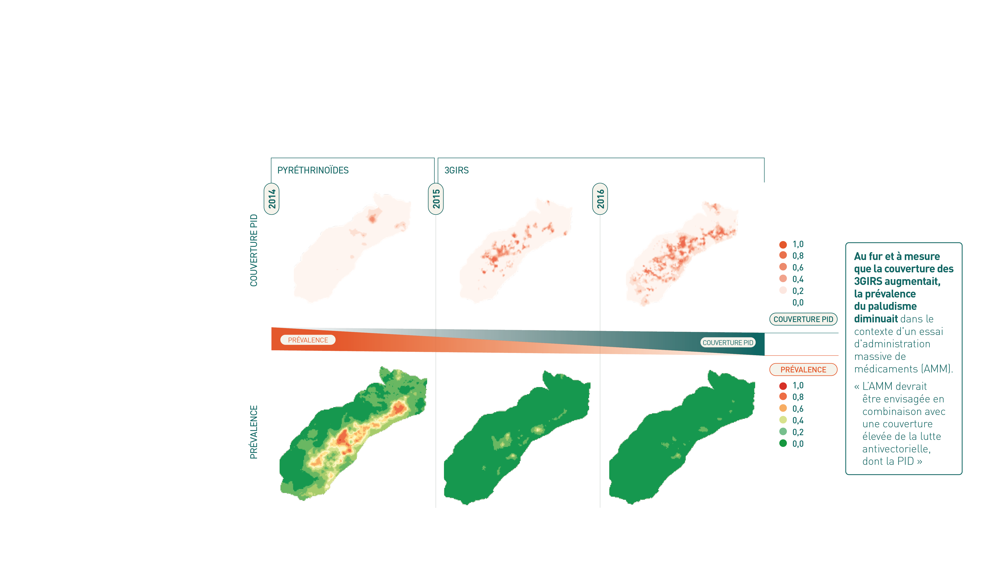 PYRÉTHRINOÏDES
3GIRS
2014
2015
2016
COUVERTURE PID
1,0
0,8
0,6
0,4
0,2
0,0
COUVERTURE PID
PRÉVALENCE
COUVERTURE PID
PRÉVALENCE
PRÉVALENCE
1,0
0,8
0,6
0,4
0,2
0,0
Au fur et à mesure
que la couverture des
3GIRS augmentait,
la prévalence
du paludisme
diminuait dans le
contexte d'un essai
d'administration
massive de
médicaments (AMM).
« L’AMM devrait
être envisagée en
combinaison avec
une couverture
élevée de la lutte
antivectorielle,
dont la PID »